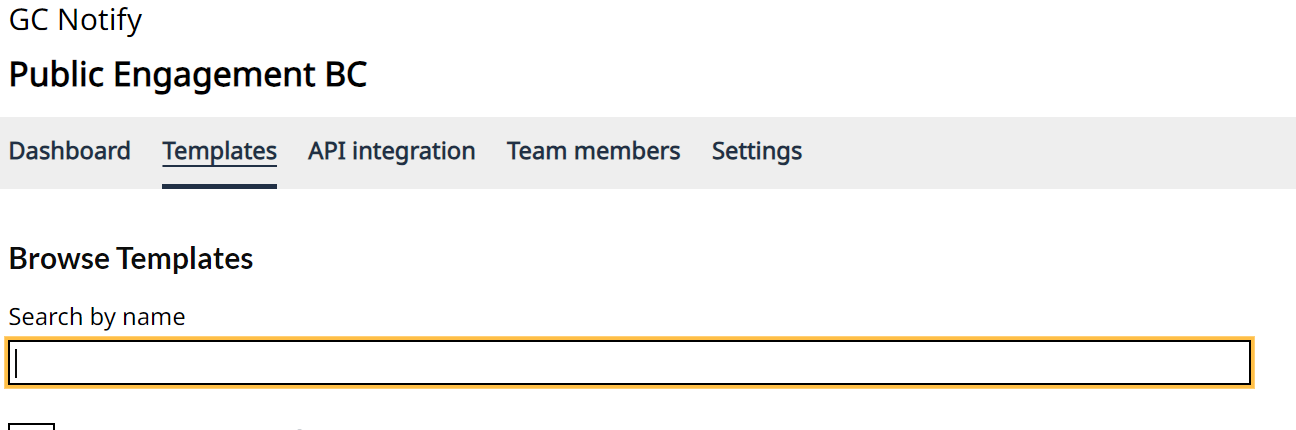 GC Notify
Public Engagement BC
Dashboard Templates API integration Team members Settings
Browse Templates
Search by name